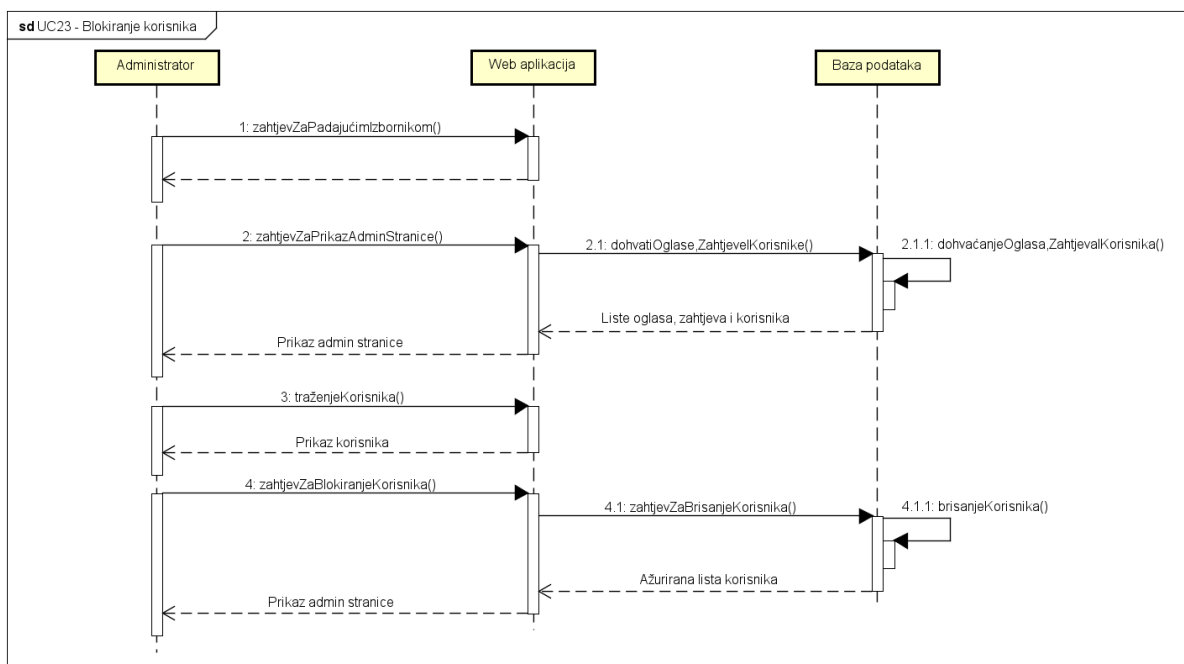 sd UC23 - Blokiranje korisnika
Administrator
Web aplikacija
Baza podataka
1: zahtjevZaPadajućimIzbornikom()
2: zahtjevZaPrikazAdminStranice()
2.1: dohvatiOglase,ZahtjeveIKorisnike()
2.1.1: dohvaćanjeOglasa,ZahtjevaIKorisnika()
Liste oglasa, zahtjeva i korisnika
Prikaz admin stranice
3: traženjeKorisnika()
Prikaz korisnika
4: zahtjevZaBlokiranjeKorisnika()
4.1: zahtjevZaBrisanjeKorisnika()
4.1.1: brisanjeKorisnika()
Ažurirana lista korisnika
Prikaz admin stranice